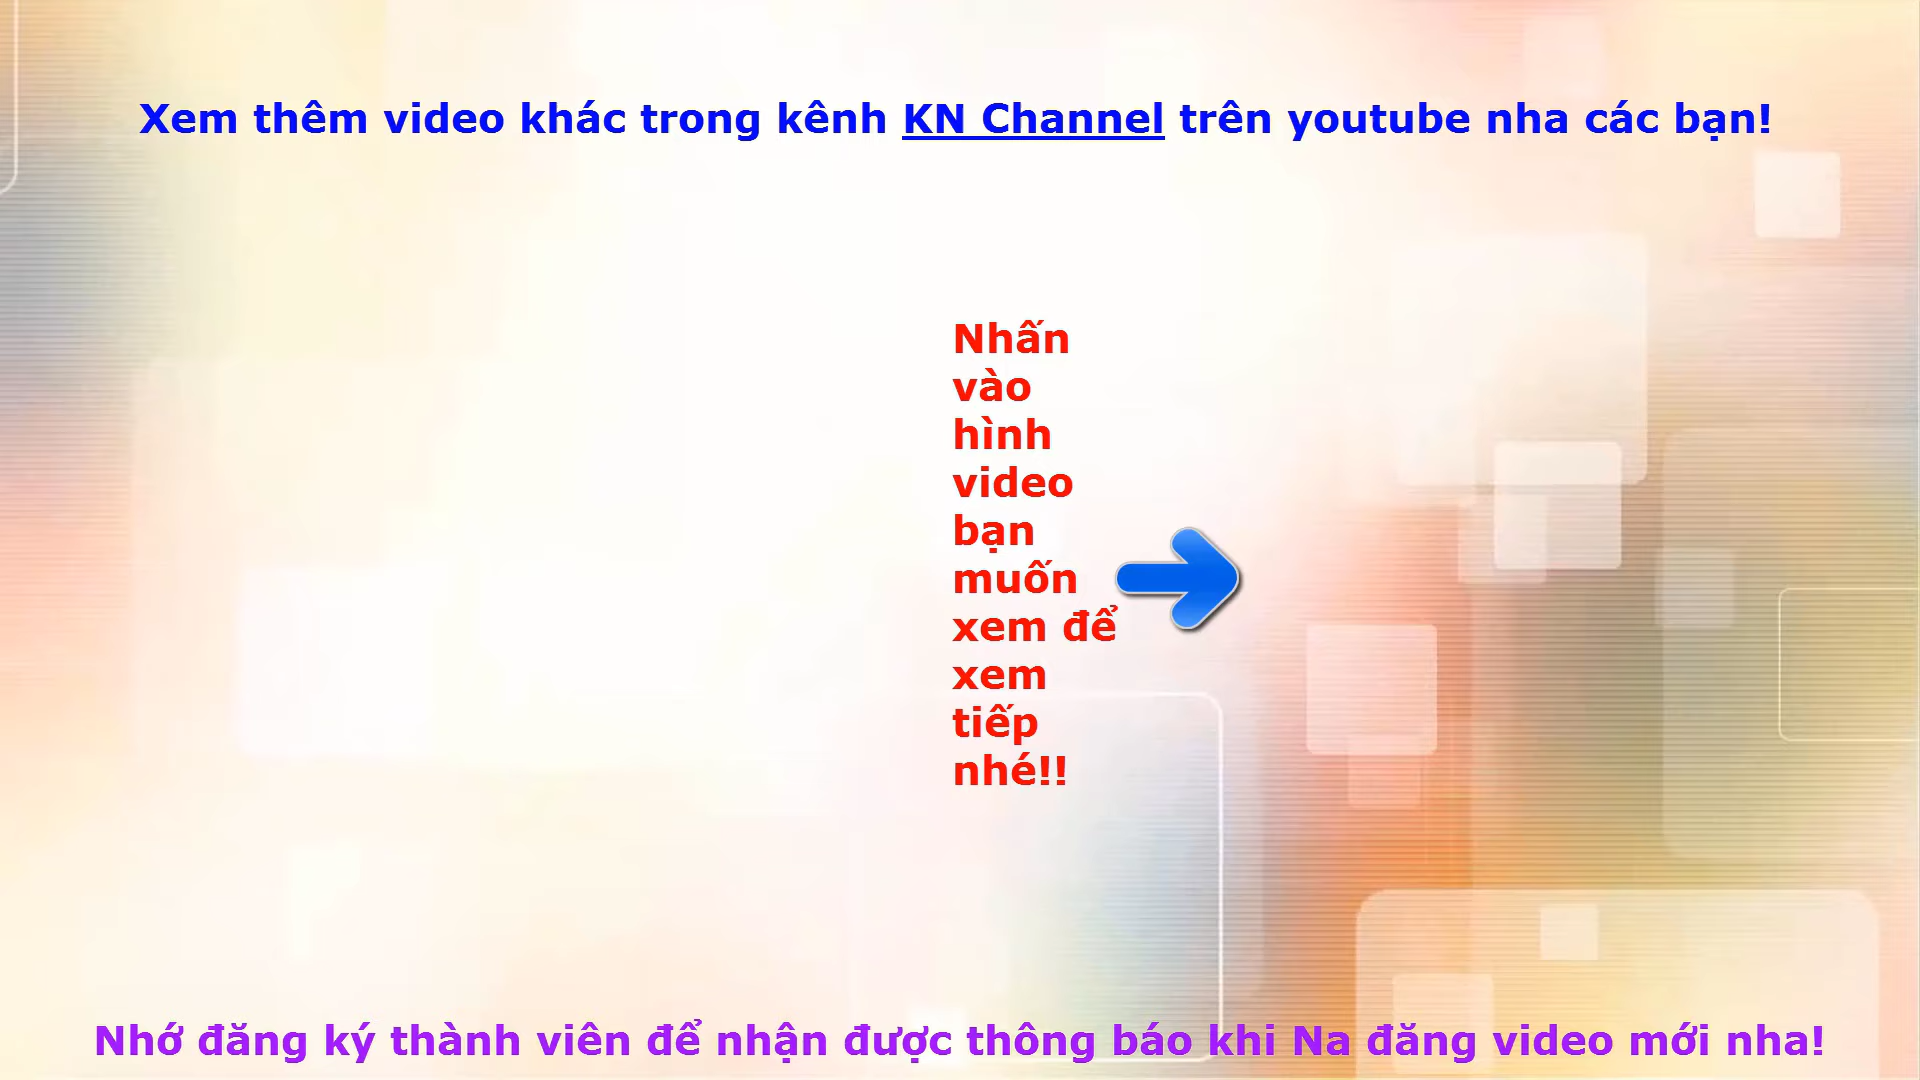 Xem thêm video khác trong kênh KN Channel trên youtube nha các bạn!
Nhấn
vào
hình
video
bạn
muốn
xem để
xem
tiếp
nhé!!
Nhớ đăng ký thành viên để nhận được thông báo khi Na đăng video mới nha!